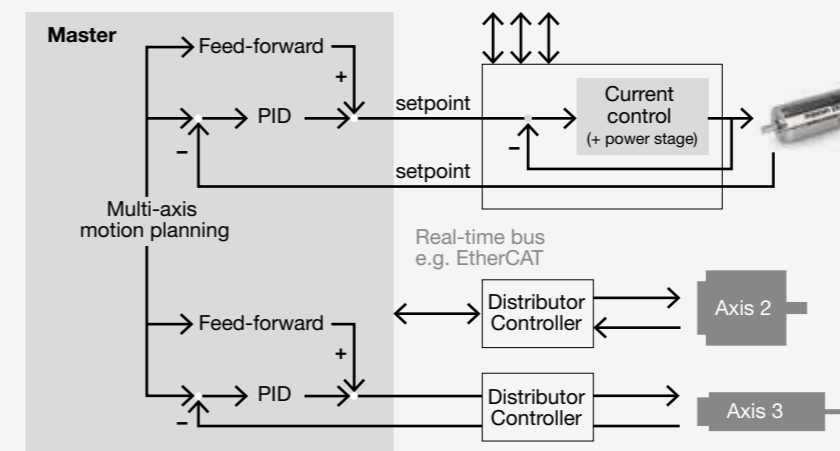 Master
Feed-forward
+
setpoint
PID
−
Current
control
(+ power stage)
−
setpoint
Multi-axis
motion planning
Real-time bus
e.g. EtherCAT
Distributor
Controller
Axis 2
Feed-forward
+
PID
−
Distributor
Controller
Axis 3